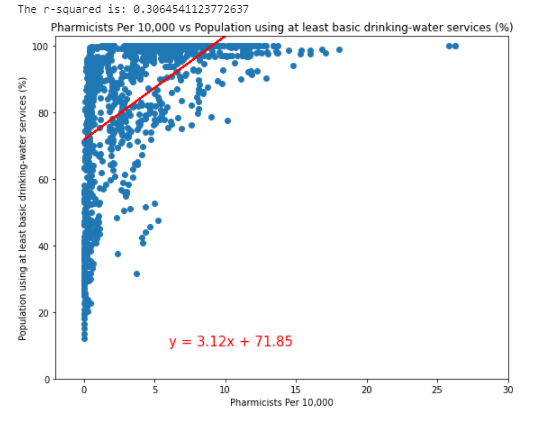 The r-squared is: 0.3064541123772637
Pharmicists Per 10,000 vs Population using at least basic drinking-water services (%)
Population using at least basic drinking-water services (%)
100
80
60
40
20
0
y = 3.12x + 71.85
0 5 10 15 20 25 30
Pharmicists Per 10,000